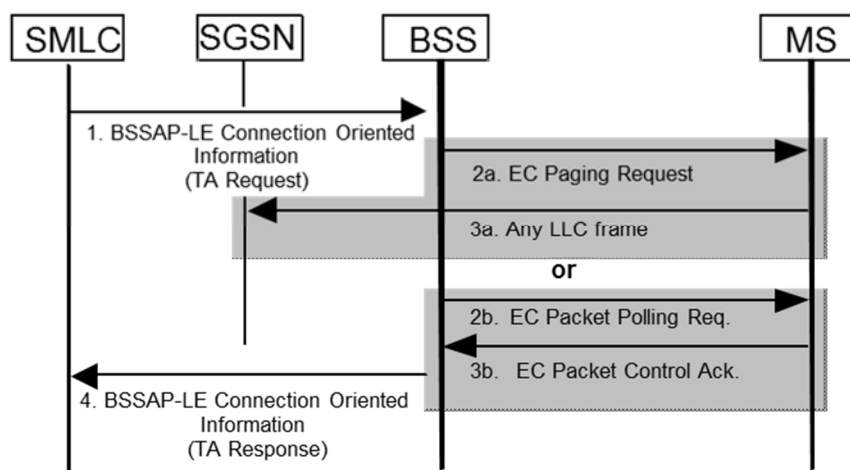 SMLC
SGSN
BSS
MS
1. BSSAP-LE Connection Oriented
Information
(TA Request)
2a. EC Paging Request
3a. Any LLC frame
or
2b. EC Packet Polling Req.
3b. EC Packet Control Ack.
4. BSSAP-LE Connection Oriented
Information
(TA Response)